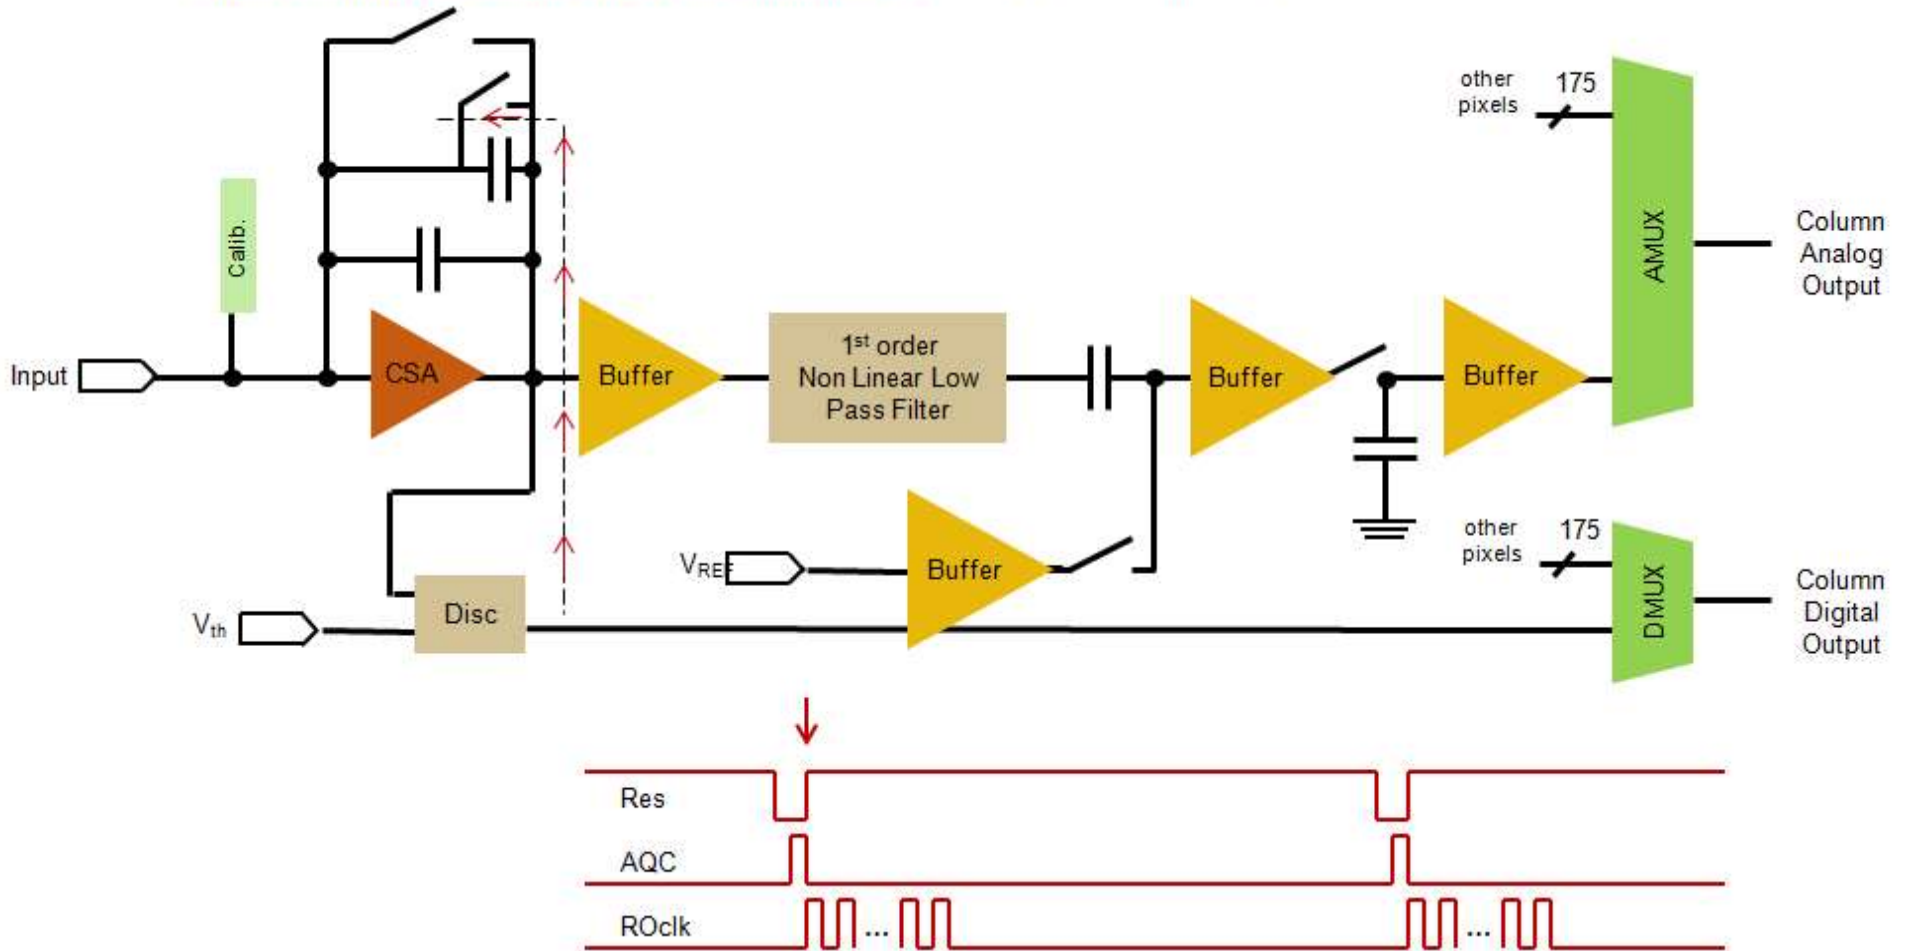 other
pixels
175
Calib.
AMUX
Column
Analog
Output
Input
CSA
Buffer
1st order
Non Linear Low
Pass Filter
Buffer
Buffer
other
pixels
175
VREF
Buffer
DMUX
Column
Digital
Output
Vth
Disc
Res
AQC
ROclk
...
...